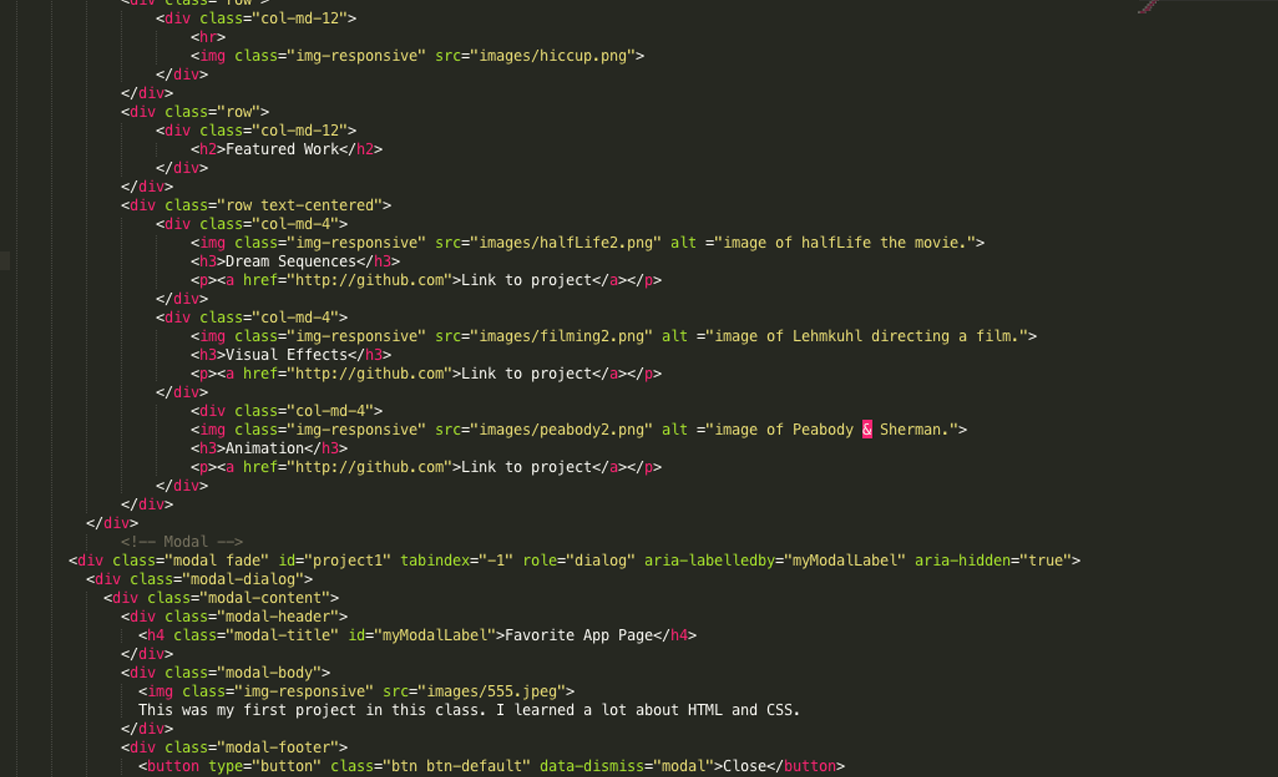 <div class="row">
<div class="col-md-12">
<hr>
<img class="img-responsive" src="images/hiccup.png">
</div>
</div>
<div class="row">
<div class="col-md-12">
<h2>Featured Work</h2>
</div>
</div>
<div class="row text-centered">
<div class="col-md-4">
<img class="img-responsive" src="images/halfLife2.png" alt ="image of halfLife the movie.">
<h3>Dream Sequences</h3>
<p><a href="http://github.com">Link to project</a></p>
</div>
<div class="col-md-4">
<img class="img-responsive" src="images/filming2.png" alt ="image of Lehmkuhl directing a film.">
<h3>Visual Effects</h3>
<p><a href="http://github.com">Link to project</a></p>
</div>
<div class="col-md-4">
<img class="img-responsive" src="images/peabody2.png" alt ="image of Peabody & Sherman.">
<h3>Animation</h3>
<p><a href="http://github.com">Link to project</a></p>
</div>
</div>
</div>
<!-- Modal -->
<div class="modal fade" id="project1" tabindex="-1" role="dialog" aria-labelledby="myModalLabel" aria-hidden="true">
<div class="modal-dialog">
<div class="modal-content">
<div class="modal-header">
<h4 class="modal-title" id="myModalLabel">Favorite App Page</h4>
</div>
<div class="modal-body">
<img class="img-responsive" src="images/555.jpeg">
This was my first project in this class. I learned a lot about HTML and CSS.
</div>
<div class="modal-footer">
<button type="button" class="btn btn-default" data-dismiss="modal">Close</button>